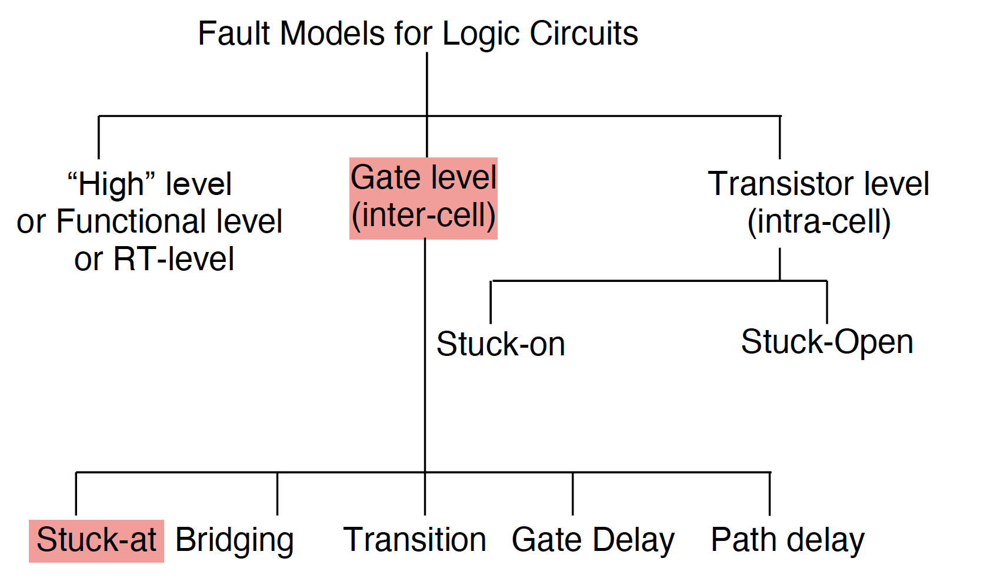 Fault Models for Logic Circuits
“High” level
or Functional level
or RT-level
Gate level
(inter-cell)
Transistor level
(intra-cell)
Stuck-on
Stuck-Open
Stuck-at
Bridging
Transition
Gate Delay
Path delay